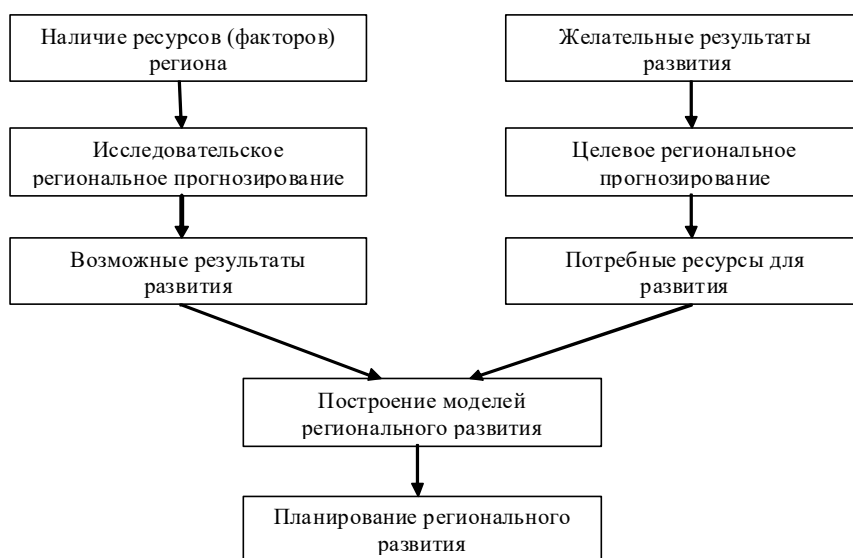 Наличие ресурсов (факторов)
региона
Желательные результаты
развития
Исследовательское
региональное прогнозирование
Целевое региональное
прогнозирование
Возможные результаты
развития
Потребные ресурсы для
развития
Построение моделей
регионального развития
Планирование регионального
развития